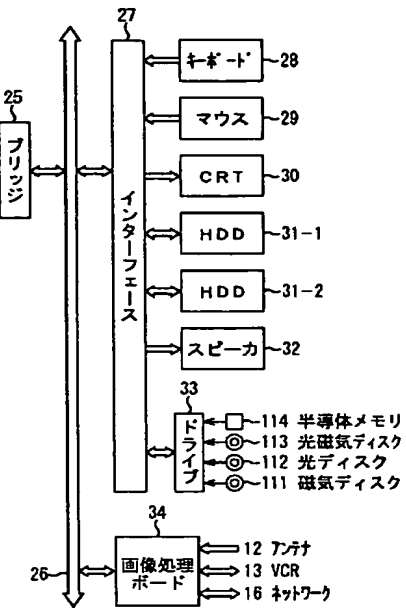 27
25
ブリッジ
インターフェース
キーボード 28
マウス 29
CRT 30
HDD 31-1
HDD 31-2
スピーカ 32
33
ドライブ
114 半導体メモリ
113 光磁気ディスク
112 光ディスク
111 磁気ディスク
34
画像処理
ボード
12 アンテナ
13 VCR
16 ネットワーク
26